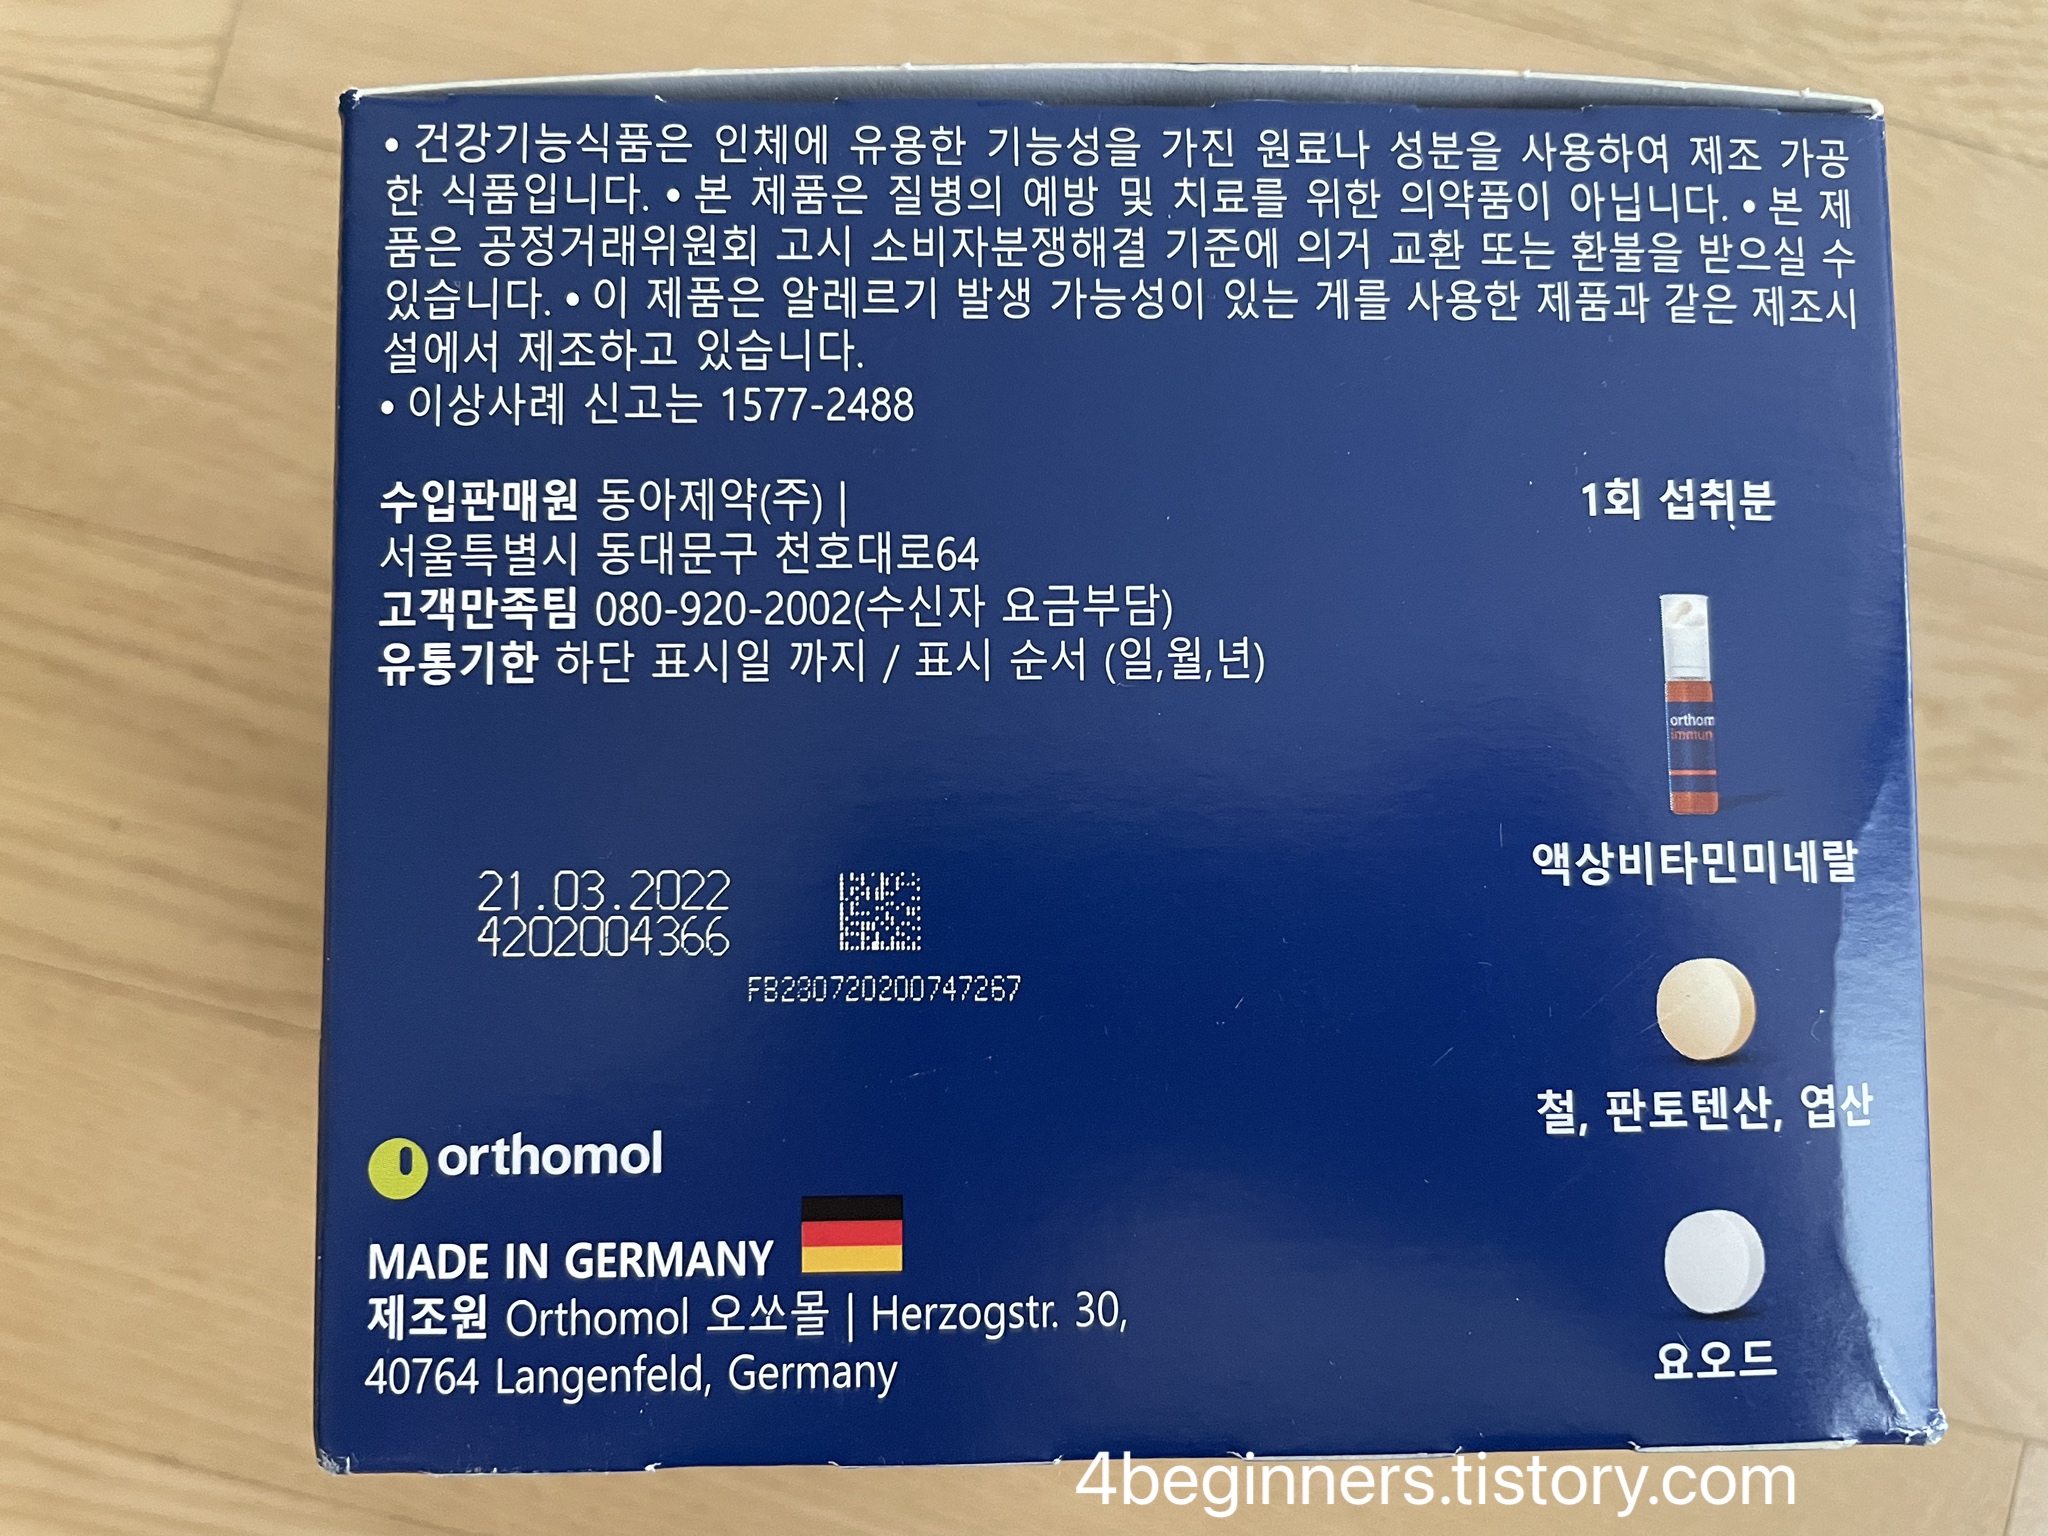 • 건강기능식품은 인체에 유용한 기능성을 가진 원료나 성분을 사용하여 제조 가공
한 식품입니다. • 본 제품은 질병의 예방 및 치료를 위한 의약품이 아닙니다. • 본 제
품은 공정거래위원회 고시 소비자분쟁해결 기준에 의거 교환 또는 환불을 받으실 수
있습니다. • 이 제품은 알레르기 발생 가능성이 있는 게를 사용한 제품과 같은 제조시
설에서 제조하고 있습니다.
• 이상사례 신고는 1577-2488
수입판매원 동아제약(주) |
서울특별시 동대문구 천호대로64
고객만족팀 080-920-2002(수신자 요금부담)
유통기한 하단 표시일 까지 / 표시 순서 (일,월,년)
21.03.2022
4202004366
FB230720200747267
orthomol
MADE IN GERMANY
제조원 Orthomol 오쏘몰 | Herzogstr. 30,
40764 Langenfeld, Germany
1회 섭취분
orthom
immun
액상비타민미네랄
철, 판토텐산, 엽산
요오드
4beginners.tistory.com